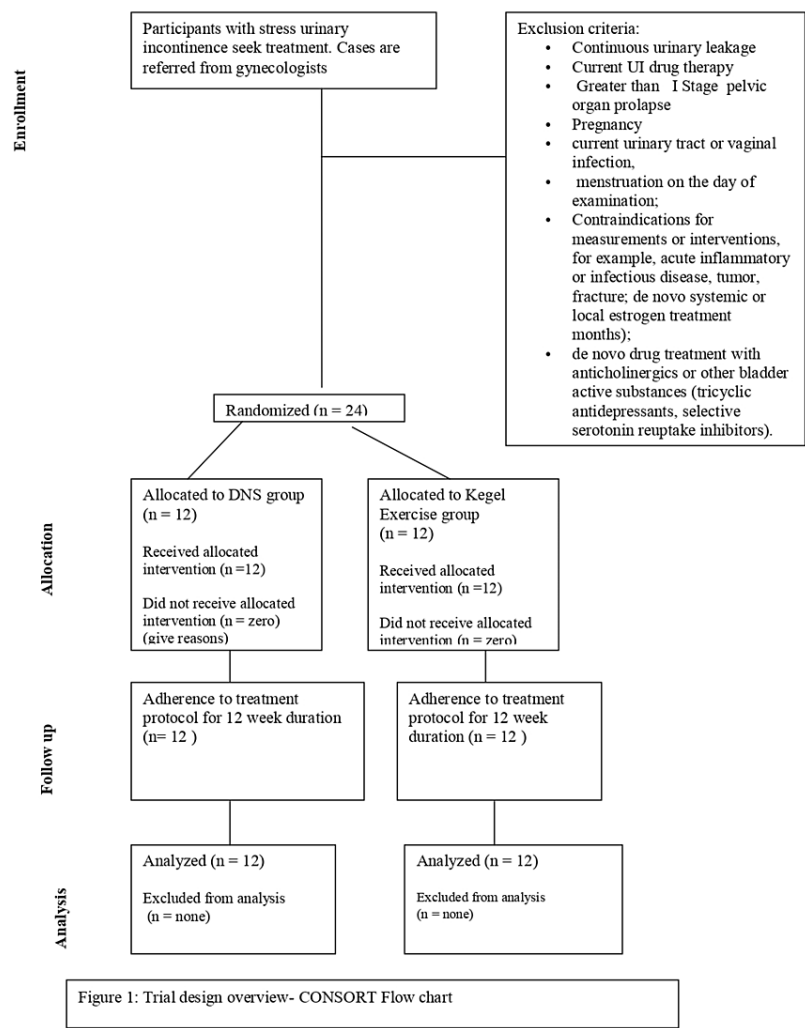 Enrollment
Participants with stress urinary
incontinence seek treatment. Cases are
referred from gynecologists
Exclusion criteria:
• Continuous urinary leakage
• Current UI drug therapy
• Greater than I Stage pelvic
organ prolapse
• Pregnancy
• current urinary tract or vaginal
infection,
• menstruation on the day of
examination;
• Contraindications for
measurements or interventions,
for example, acute inflammatory
or infectious disease, tumor,
fracture; de novo systemic or
local estrogen treatment
months);
• de novo drug treatment with
anticholinergics or other bladder
active substances (tricyclic
antidepressants, selective
serotonin reuptake inhibitors).
Randomized (n = 24)
Allocation
Allocated to DNS group
(n = 12)
Received allocated
intervention (n =12)
Did not receive allocated
intervention (n = zero)
(give reasons)
Allocated to Kegel
Exercise group
(n = 12)
Received allocated
intervention (n =12)
Did not receive allocated
intervention (n = zero)
Follow up
Adherence to treatment
protocol for 12 week duration
(n= 12 )
Adherence to treatment
protocol for 12 week
duration (n = 12 )
Analysis
Analyzed (n = 12)
Excluded from analysis
(n = none)
Analyzed (n = 12)
Excluded from analysis
(n = none)
Figure 1: Trial design overview- CONSORT Flow chart